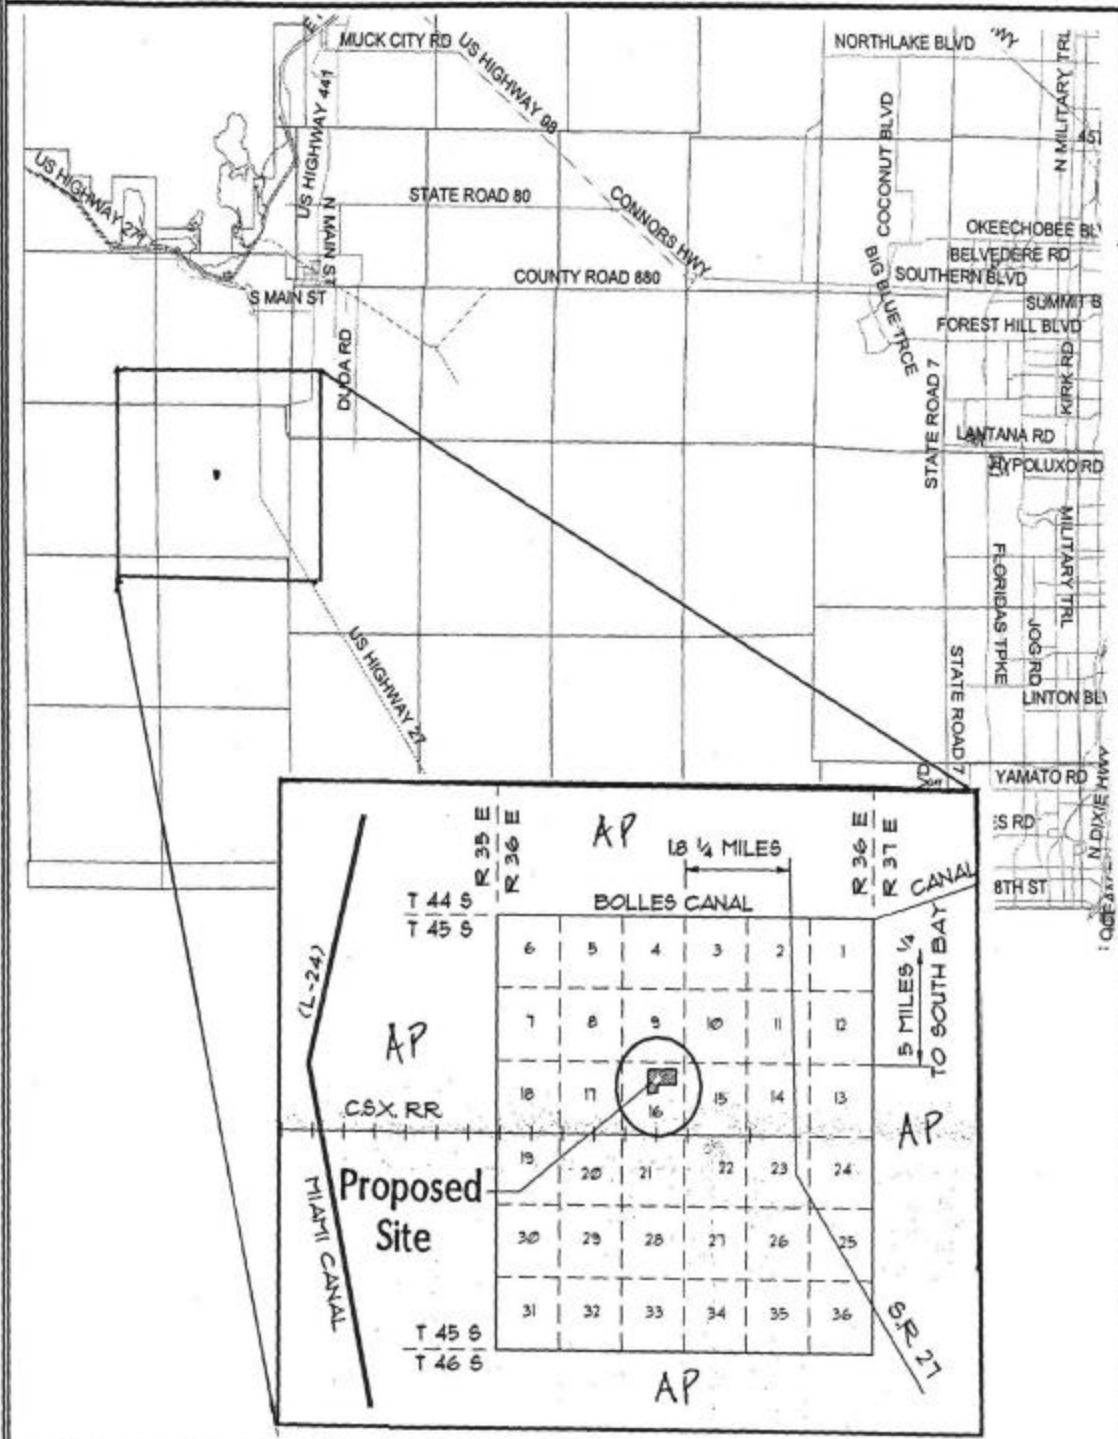 MUCK CITY RD
US HIGHWAY 98
NORTHLAKE BLVD
N MILITARY TRL
US HIGHWAY 441
COCONUT BLVD
US HIGHWAY 27
STATE ROAD 80
N MAIN ST
CONNORS HWY
OKEECHOBEE BL
BELVEDERE RD
COUNTY ROAD 880
SOUTHERN BLVD
BIG BLUE TRCE
S MAIN ST
SUMMIT B
FOREST HILL BLVD
DUDA RD
KIRK RD
STATE ROAD 7
LANTANA RD
HYPOLUXO RD
MILITARY TRL
FLORIDAS TPKE
JOG RD
US HIGHWAY 27
STATE ROAD 7
LINTON BL
YAMATO RD
N DIXIE HWY
ES RD
8TH ST
R 35 E
R 36 E
AP
18 1/4 MILES
R 36 E
R 37 E
CANAL
T 44 S
T 45 S
BOLLES CANAL
6 5 4 3 2 1
5 MILES 1/4
TO SOUTH BAY
(L-24)
7 8 9 10 11 12
AP
18 17 16 15 14 13
C.S.X. RR
AP
19 20 21 22 23 24
Proposed
Site
MIAMI CANAL
30 29 28 27 26 25
31 32 33 34 35 36
S.R. 27
T 45 S
T 46 S
AP